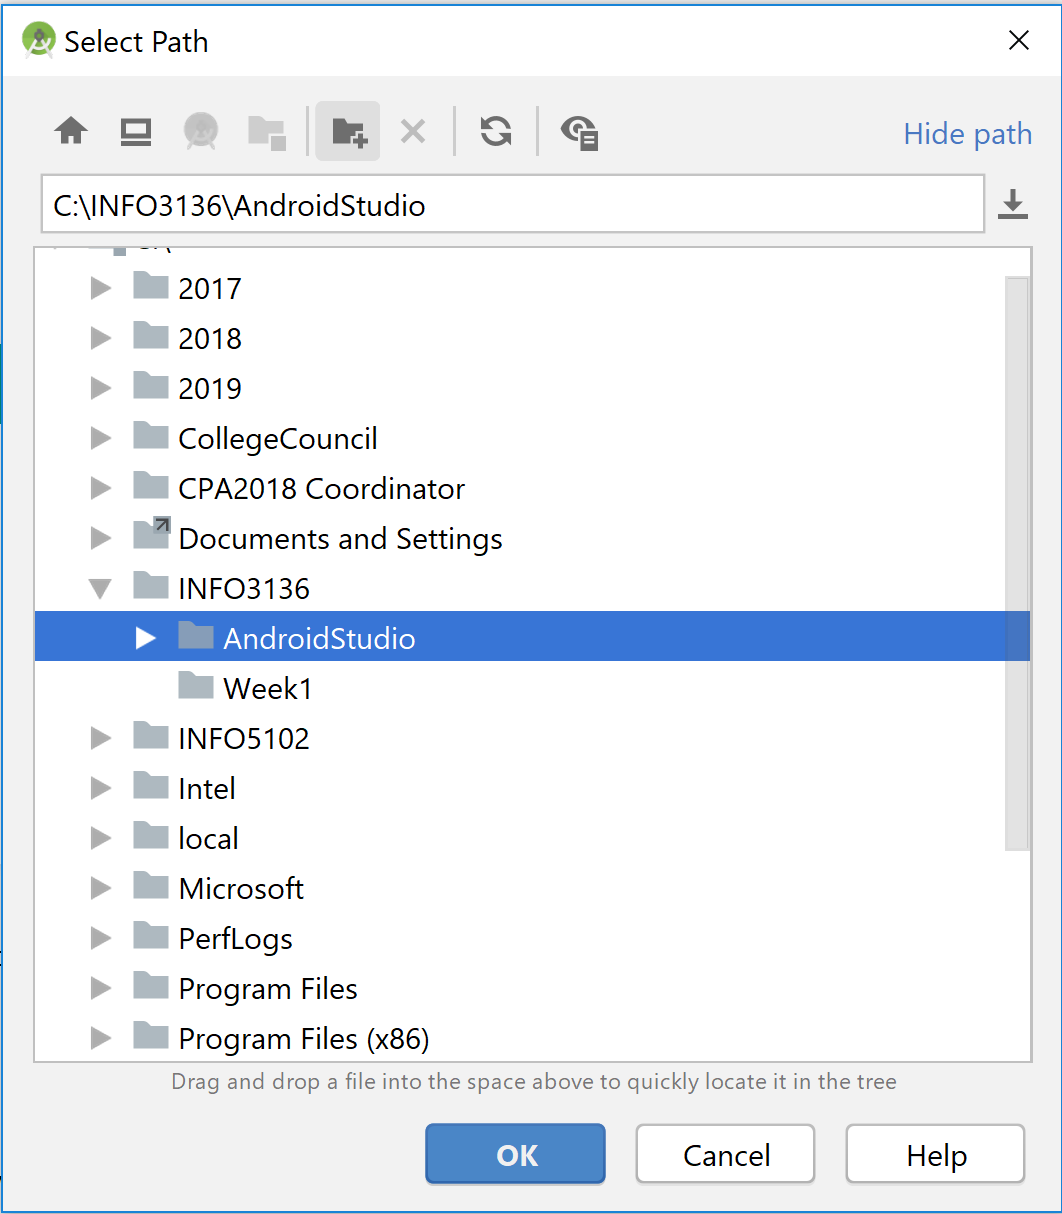 Select Path
Hide path
C:\INFO3136\AndroidStudio
2017
2018
2019
CollegeCouncil
CPA2018 Coordinator
Documents and Settings
INFO3136
AndroidStudio
Week1
INFO5102
Intel
local
Microsoft
PerfLogs
Program Files
Program Files (x86)
Drag and drop a file into the space above to quickly locate it in the tree
OK
Cancel
Help